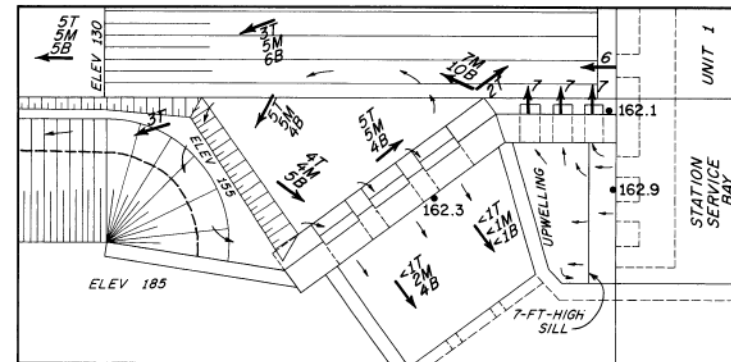 5T
5M
5B
ELEV 130
3T
5M
6B
7M
10B
2T
6
UNIT 1
7
7
7
162.1
3T
5T
5M
4B
ELEV 155
4T
4M
5B
5T
5M
4B
162.3
<1T
<1M
<1B
UPWELLING
162.9
STATION
SERVICE
BAY
<1T
2M
4B
ELEV 185
7-FT-HIGH
SILL